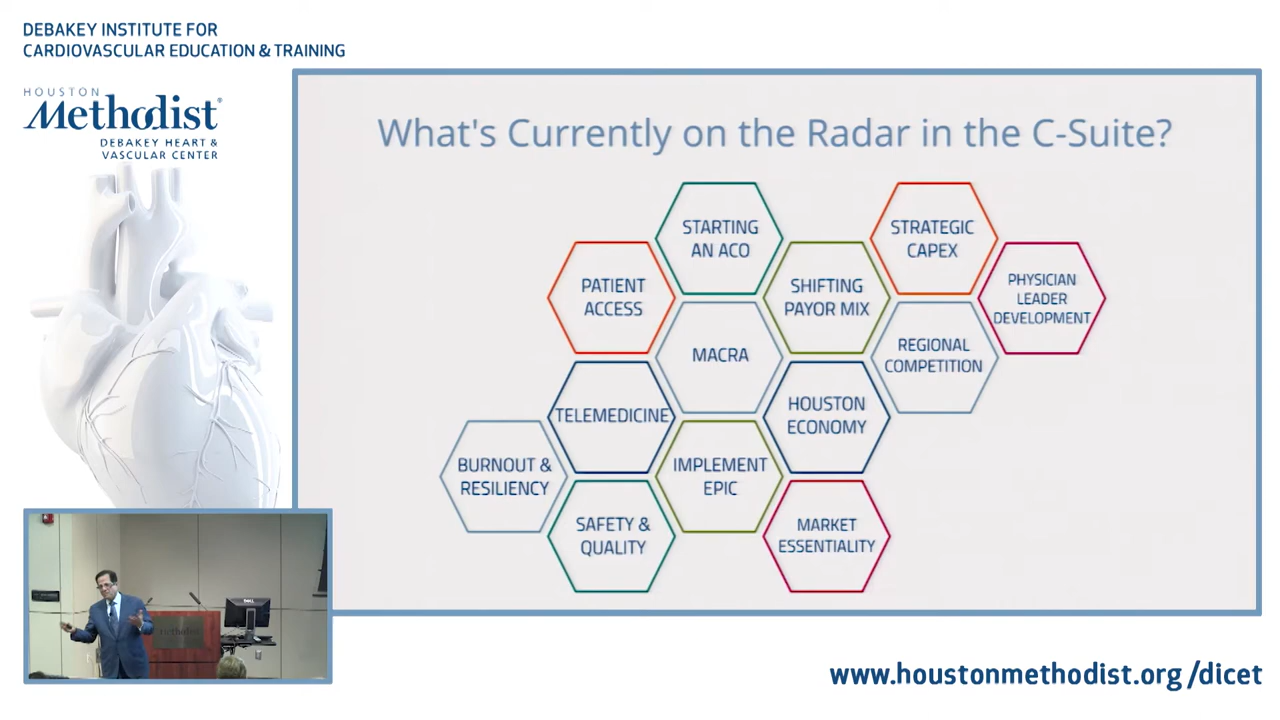 DEBAKEY INSTITUTE FOR
CARDIOVASCULAR EDUCATION & TRAINING
HOUSTON
Methodist®
DEBAKEY HEART &
VASCULAR CENTER
What's Currently on the Radar in the C-Suite?
STARTING
AN ACO
STRATEGIC
CAPEX
PATIENT
ACCESS
SHIFTING
PAYOR MIX
PHYSICIAN
LEADER
DEVELOPMENT
MACRA
REGIONAL
COMPETITION
TELEMEDICINE
HOUSTON
ECONOMY
BURNOUT &
RESILIENCY
IMPLEMENT
EPIC
SAFETY &
QUALITY
MARKET
ESSENTIALITY
Methodist
www.houstonmethodist.org/dicet